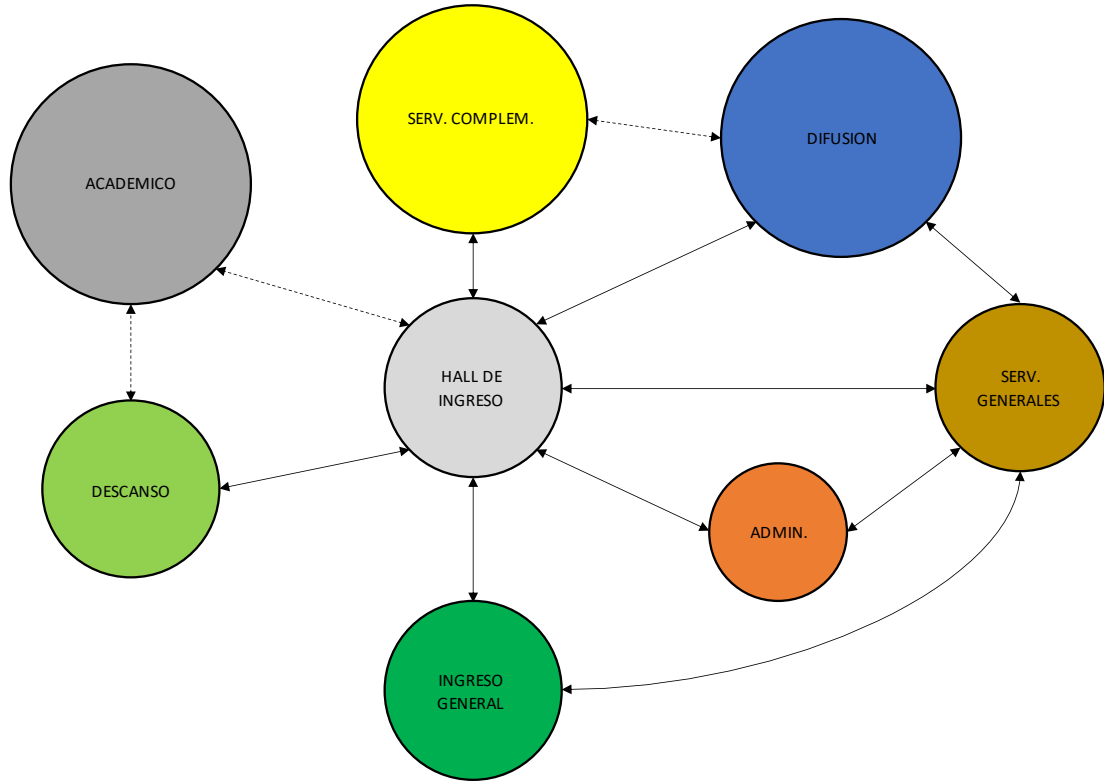 SERV. COMPLEM.
DIFUSION
ACADEMICO
HALL DE
INGRESO
SERV.
GENERALES
DESCANSO
ADMIN.
INGRESO
GENERAL